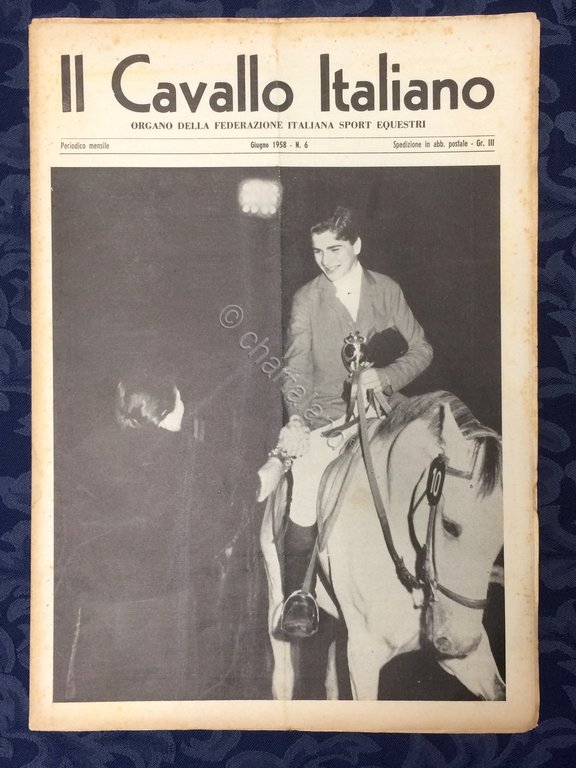 Il Cavallo Italiano
ORGANO DELLA FEDERAZIONE ITALIANA SPORT EQUESTRI
Periodico mensile Giugno 1958 - N. 6 Spedizione in abb. postale - Gr. III